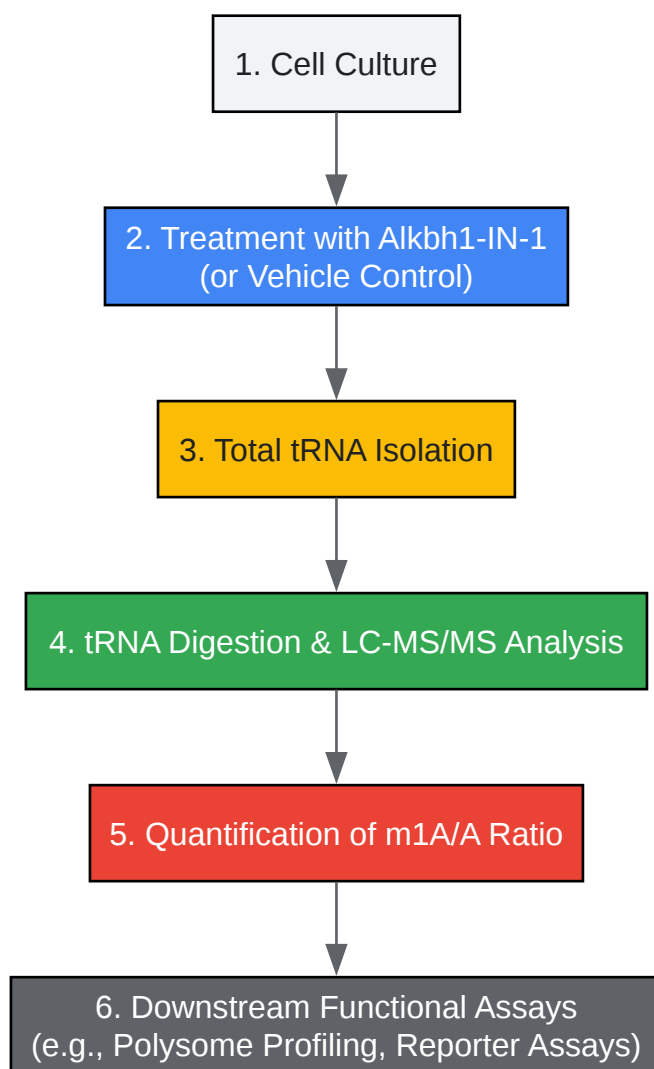 1. Cell Culture
2. Treatment with Alkbh1-IN-1
(or Vehicle Control)
3. Total tRNA Isolation
4. tRNA Digestion & LC-MS/MS Analysis
5. Quantification of m1A/A Ratio
6. Downstream Functional Assays
(e.g., Polysome Profiling, Reporter Assays)